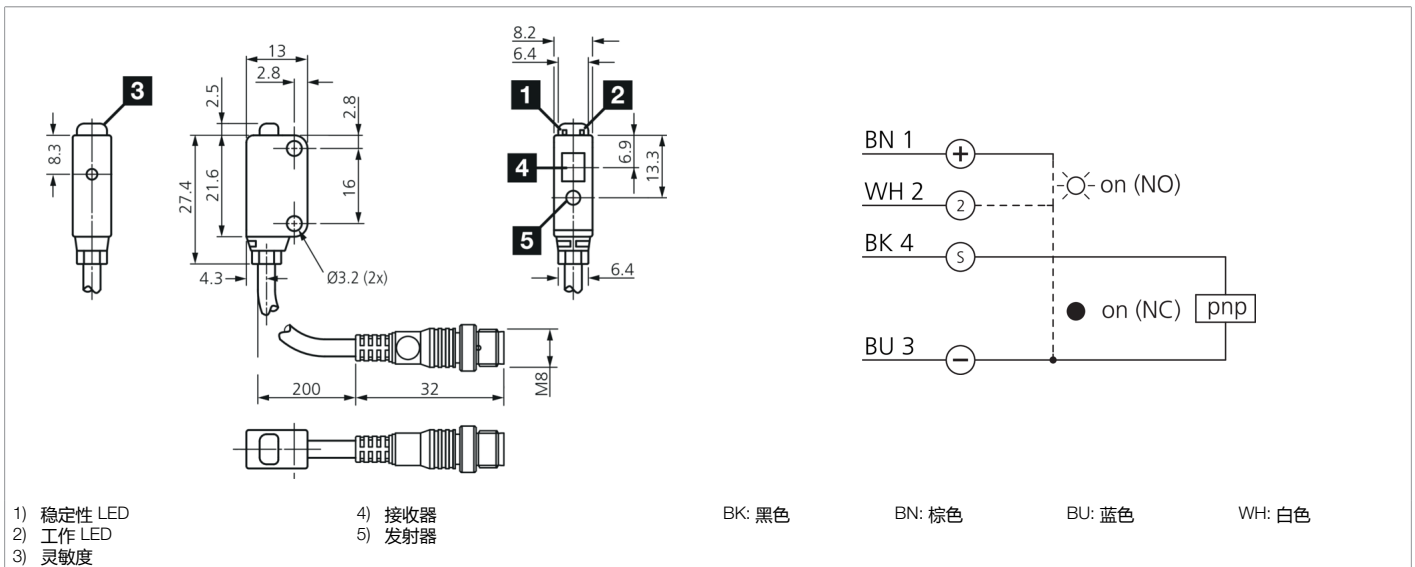 3
8.3
13
2.8
2.5
2.8
27.4
21.6
16
4.3
Ø3.2 (2x)
8.2
6.4
1
2
4
5
6.9
13.3
6.4
200
32
M8
BN 1
+
on (NO)
WH 2
2
BK 4
S
on (NC)
pnp
BU 3
−
1) 稳定性 LED
2) 工作 LED
3) 灵敏度
4) 接收器
5) 发射器
BK: 黑色
BN: 棕色
BU: 蓝色
WH: 白色